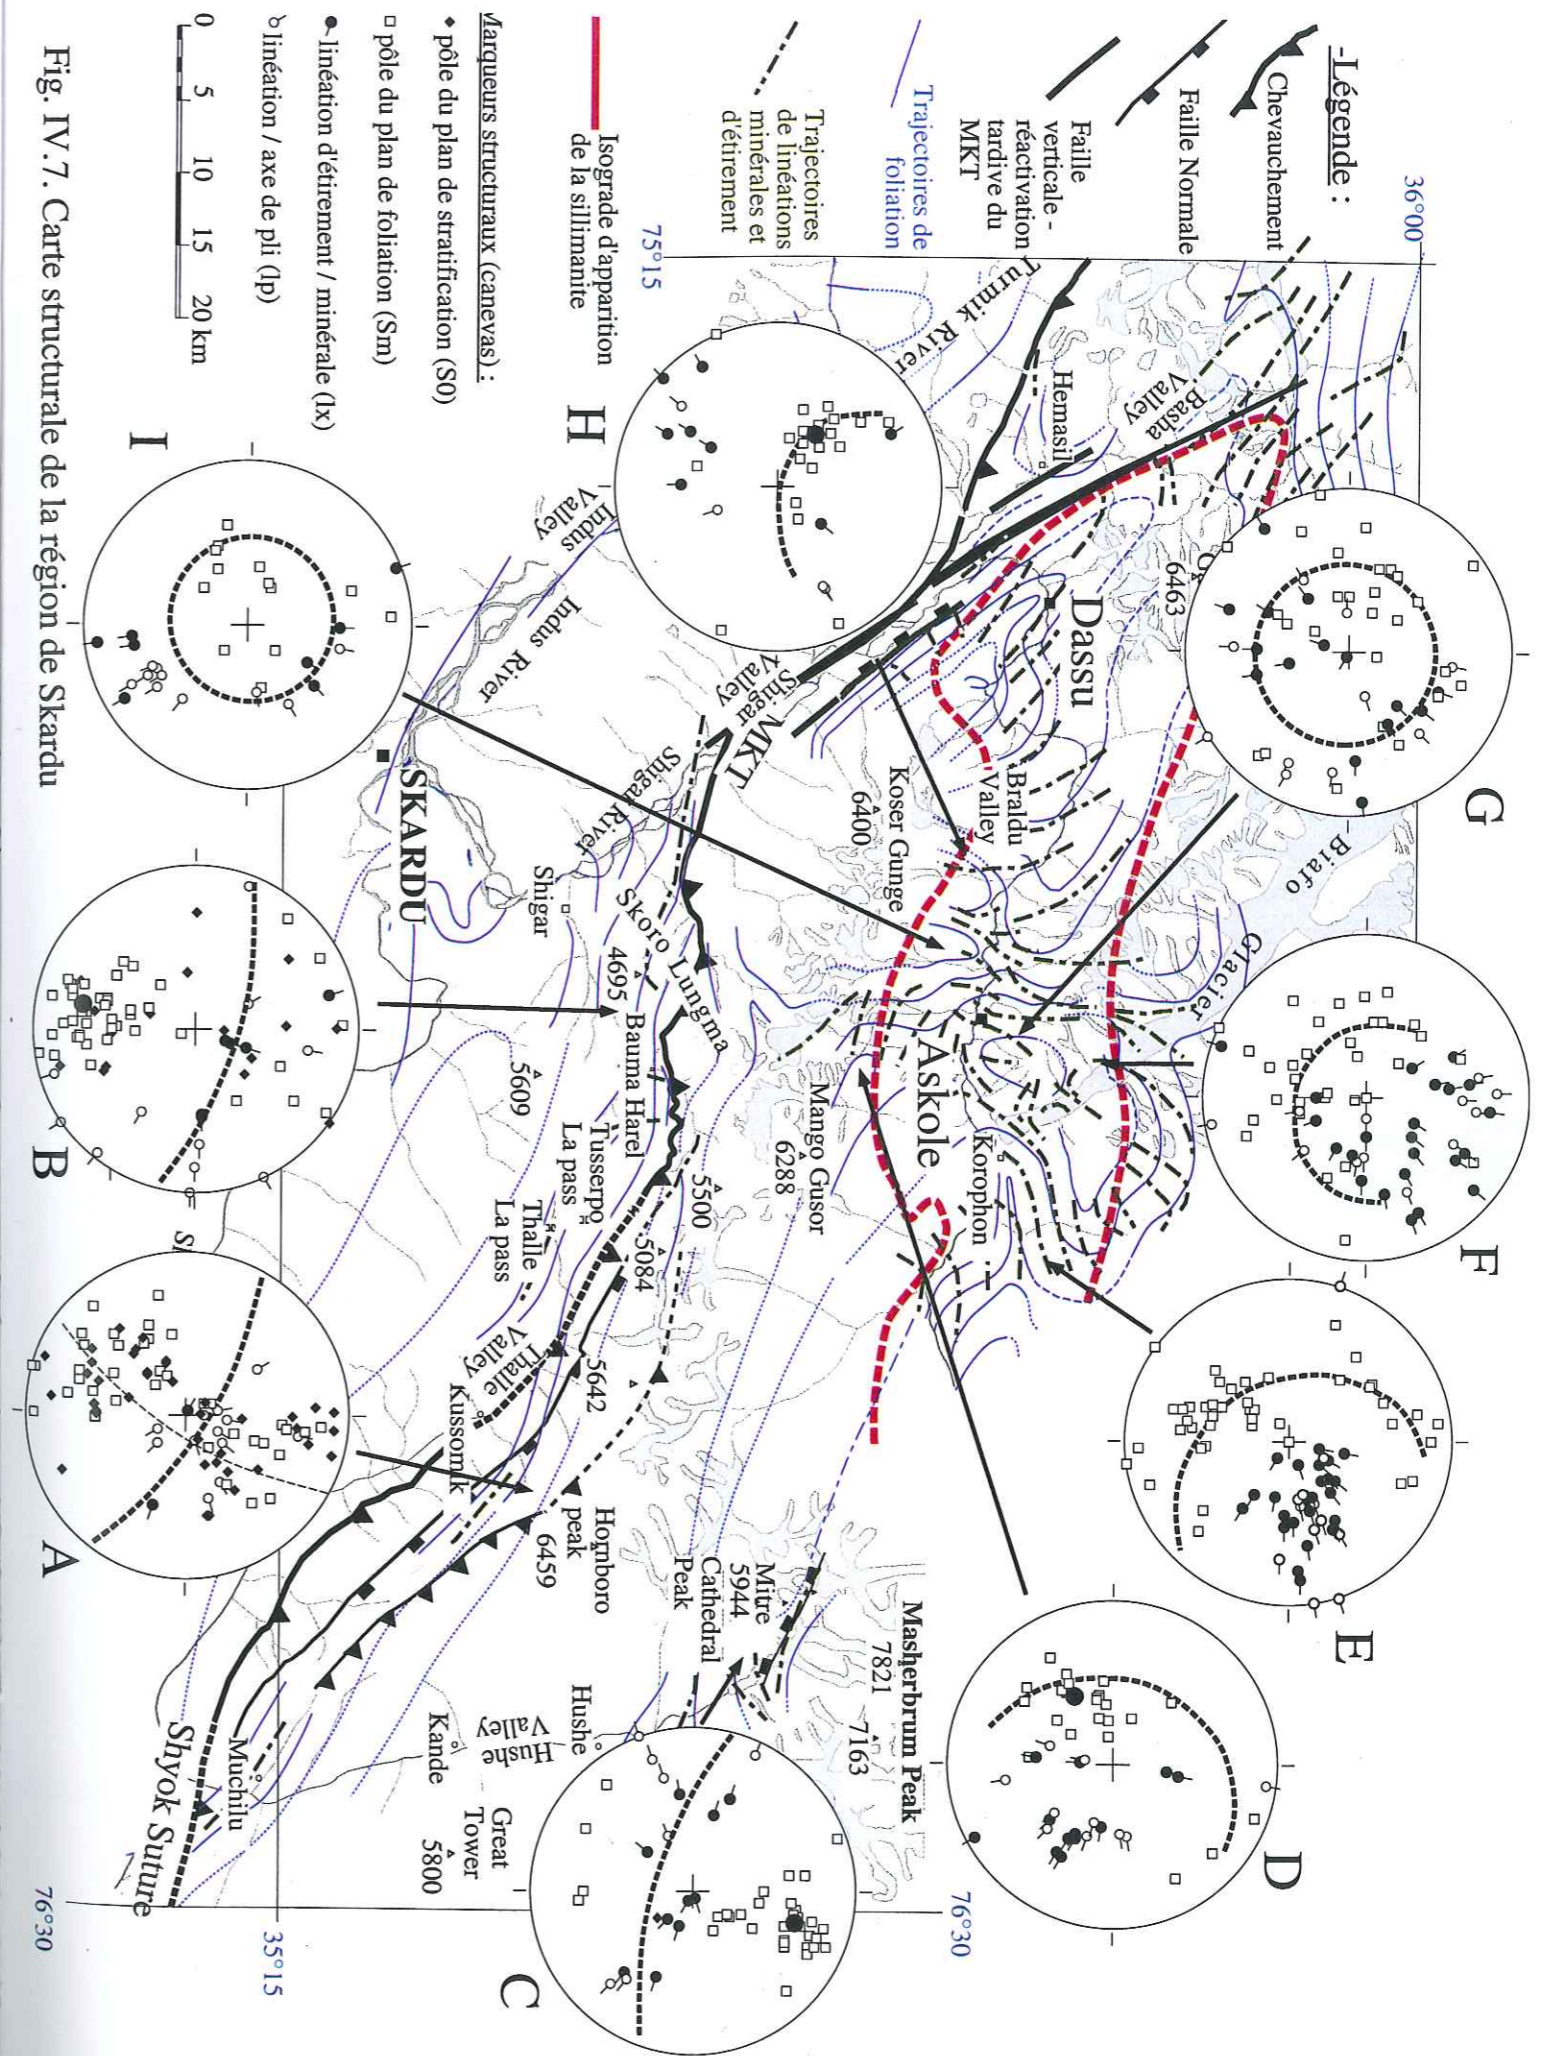 -Légende :
Chevauchement
Faille Normale
Faille
verticale -
réactivation
tardive du
MKT
Trajectoires de
foliation
Trajectoires
de linéations
minérales et
d'étirement
Isograde d'apparition
de la sillimanite
Marqueurs structuraux (canevas) :
pôle du plan de stratification (S0)
pôle du plan de foliation (Sm)
linéation d'étirement / minérale (lx)
linéation / axe de pli (lp)
0 5 10 15 20 km
Fig. IV.7. Carte structurale de la région de Skardu
36°00
75°15
76°30
35°15
76°30
G
F
E
D
H
I
B
A
C
Turmik River
Basha
Valley
Hemasil
6463
Dassu
Biafo
Glacier
Braldu
Valley
Koser Gunge
6400
Askole
Korophon
Mango Gusor
6288
Masherbrum Peak
7821
7163
Mitre
5944
Cathedral
Peak
Indus
Valley
Indus River
Shigar
Valley
MKT
Shigar River
SKARDU
Shigar
Skoro Lungma
4695
Bauma Harel
5609
Tusserpo
La pass
Thalle
La pass
5500
5084
5642
Thalle
Valley
Kussomik
Homboro
peak
6459
Hushe
Hushe
Valley
Kande
Great
Tower
5800
Muchilu
Shyok Suture